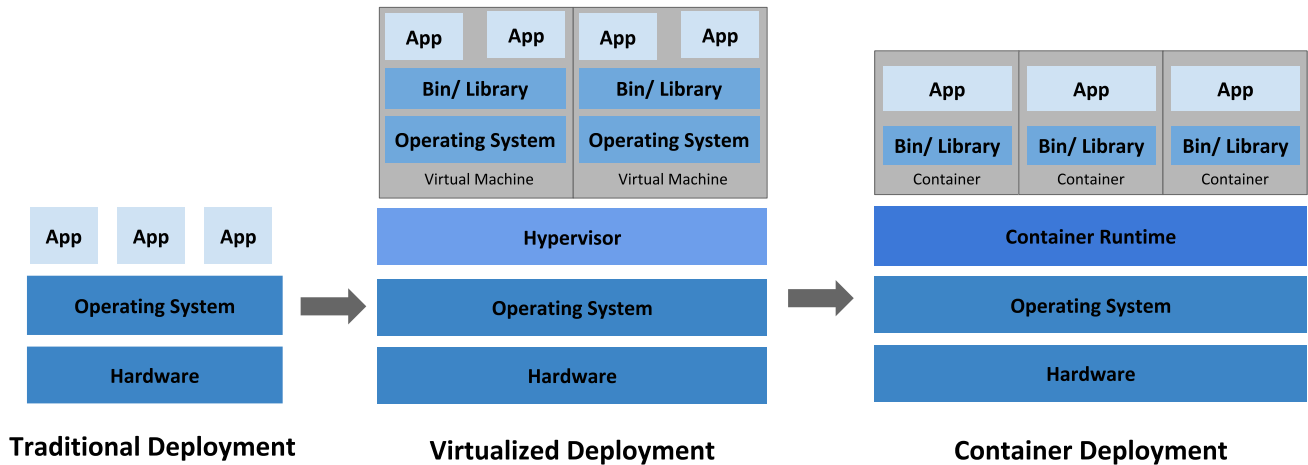 App
App
App
Operating System
Hardware
Traditional Deployment
App
App
App
App
Bin/ Library
Bin/ Library
Operating System
Operating System
Virtual Machine
Virtual Machine
Hypervisor
Operating System
Hardware
Virtualized Deployment
App
App
App
Bin/ Library
Bin/ Library
Bin/ Library
Container
Container
Container
Container Runtime
Operating System
Hardware
Container Deployment